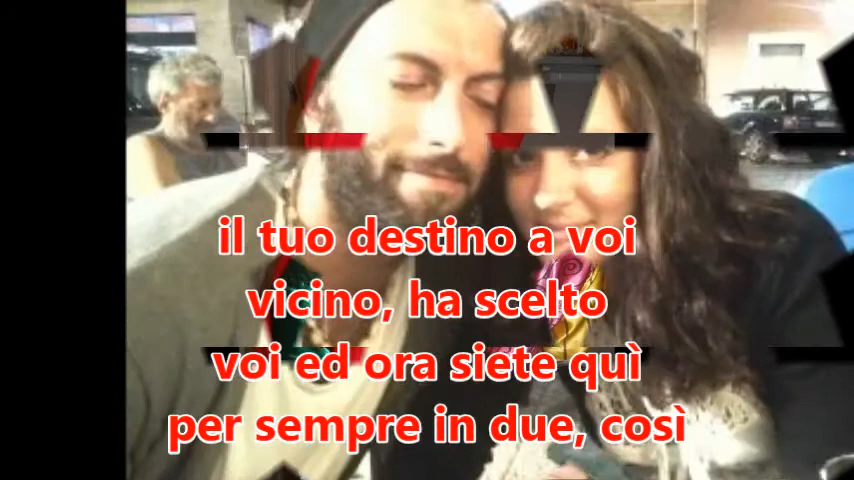 il tuo destino a voi
vicino, ha scelto
voi ed ora siete quì
per sempre in due, così